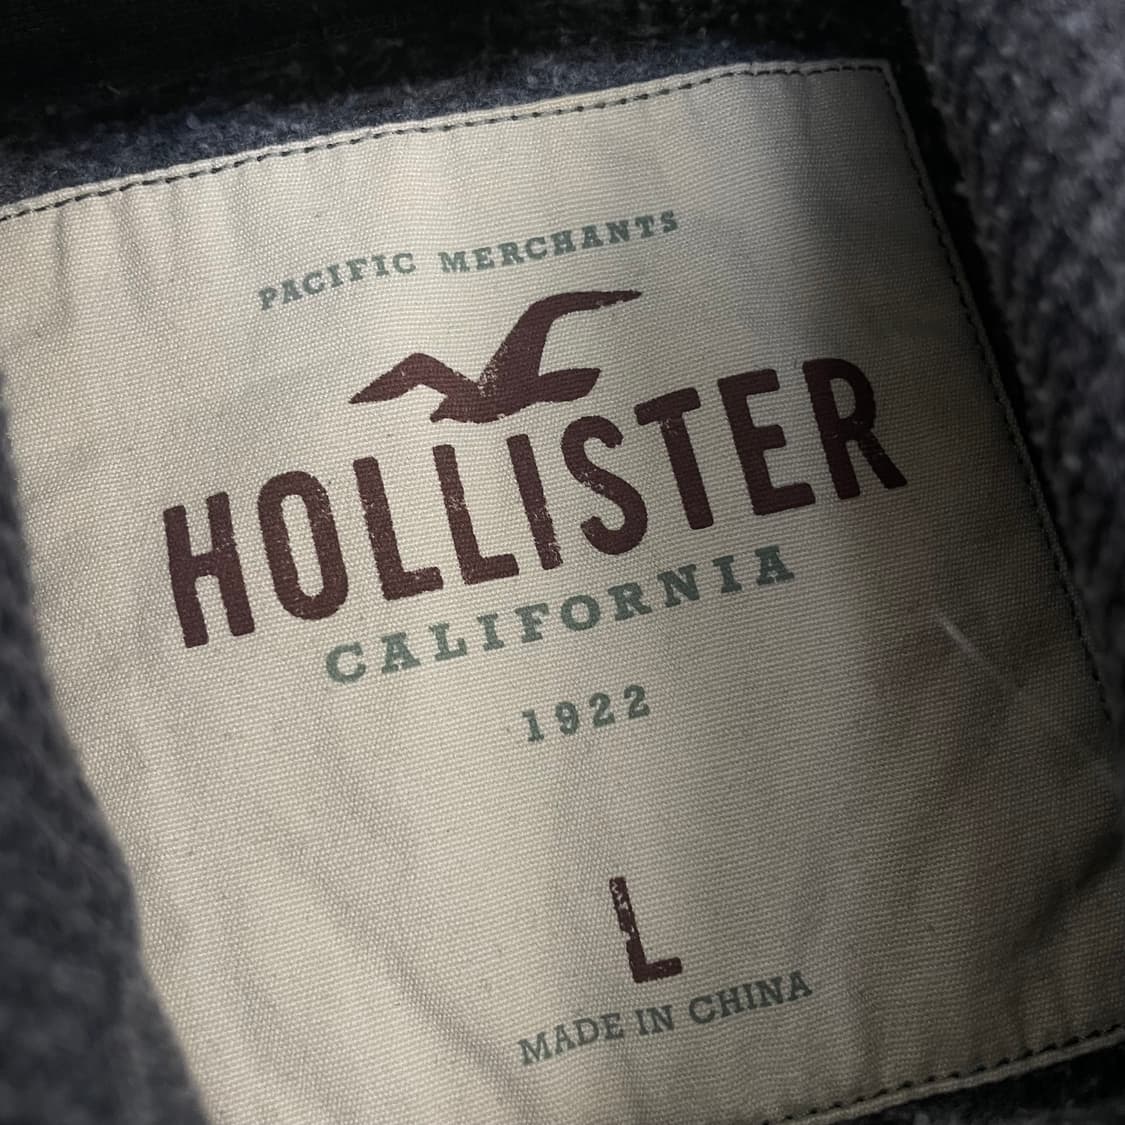 PACIFIC MERCHANTS
HOLLISTER
CALIFORNIA
1922
L
MADE IN CHINA